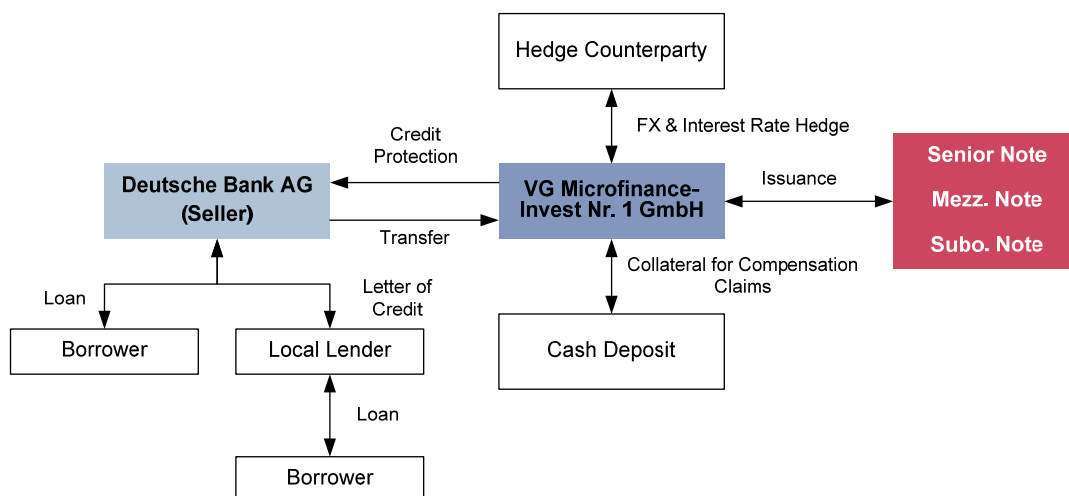 Hedge Counterparty
FX & Interest Rate Hedge
Credit
Protection
Deutsche Bank AG
(Seller)
Transfer
VG Microfinance-
Invest Nr. 1 GmbH
Issuance
Senior Note
Mezz. Note
Subo. Note
Collateral for Compensation
Claims
Cash Deposit
Loan
Letter of
Credit
Borrower
Local Lender
Loan
Borrower